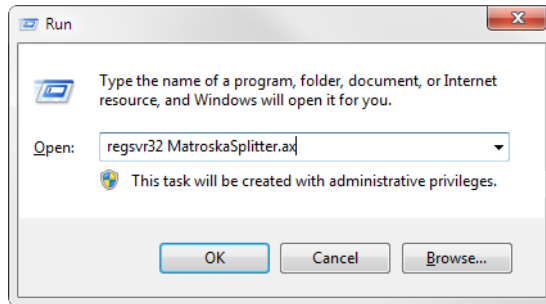 Run
Type the name of a program, folder, document, or Internet
resource, and Windows will open it for you.
Open: regsvr32 MatroskaSplitter.ax
This task will be created with administrative privileges.
OK Cancel Browse...